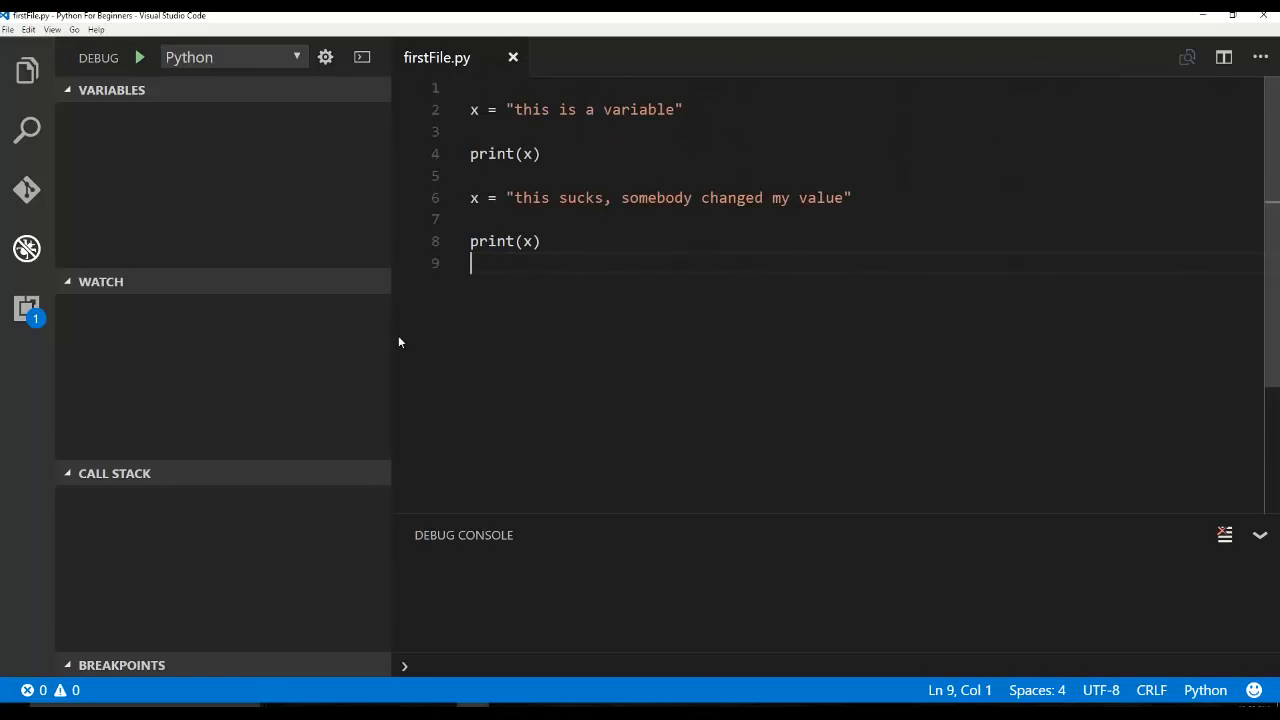 firstFile.py - Python For Beginners - Visual Studio Code
File Edit View Go Help
DEBUG Python
firstFile.py
VARIABLES
1
2 x = "this is a variable"
3
4 print(x)
5
6 x = "this sucks, somebody changed my value"
7
8 print(x)
9
WATCH
1
CALL STACK
DEBUG CONSOLE
BREAKPOINTS
0 0 Ln 9, Col 1 Spaces: 4 UTF-8 CRLF Python